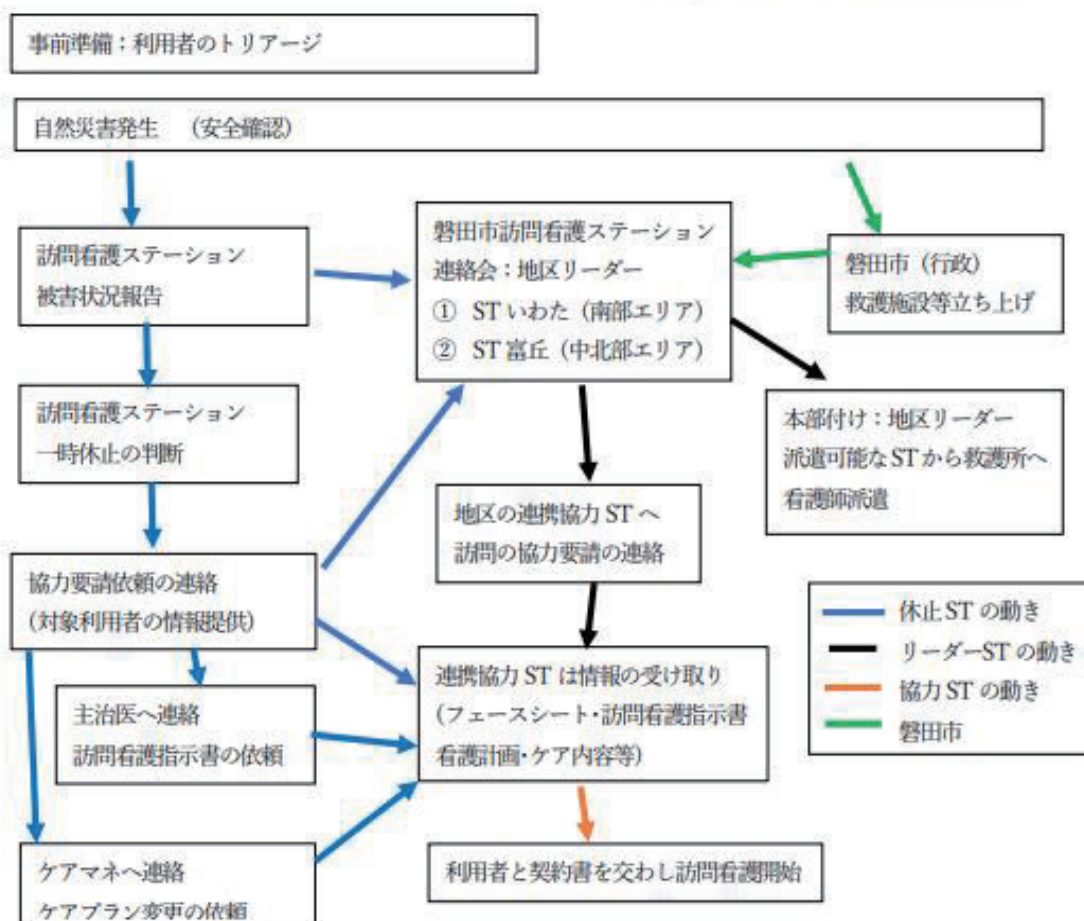 事前準備：利用者のトリアージ
自然災害発生　（安全確認）
訪問看護ステーション
被害状況報告
磐田市訪問看護ステーション
連絡会：地区リーダー
① ST いわた（南部エリア）
② ST 富丘（中北部エリア）
磐田市（行政）
救護施設等立ち上げ
訪問看護ステーション
一時休止の判断
本部付け：地区リーダー
派遣可能な ST から救護所へ
看護師派遣
地区の連携協力 ST へ
訪問の協力要請の連絡
協力要請依頼の連絡
（対象利用者の情報提供）
休止 ST の動き
リーダーST の動き
協力 ST の動き
磐田市
連携協力 ST は情報の受け取り
（フェースシート・訪問看護指示書
看護計画・ケア内容等）
主治医へ連絡
訪問看護指示書の依頼
利用者と契約書を交わし訪問看護開始
ケアマネへ連絡
ケアプラン変更の依頼